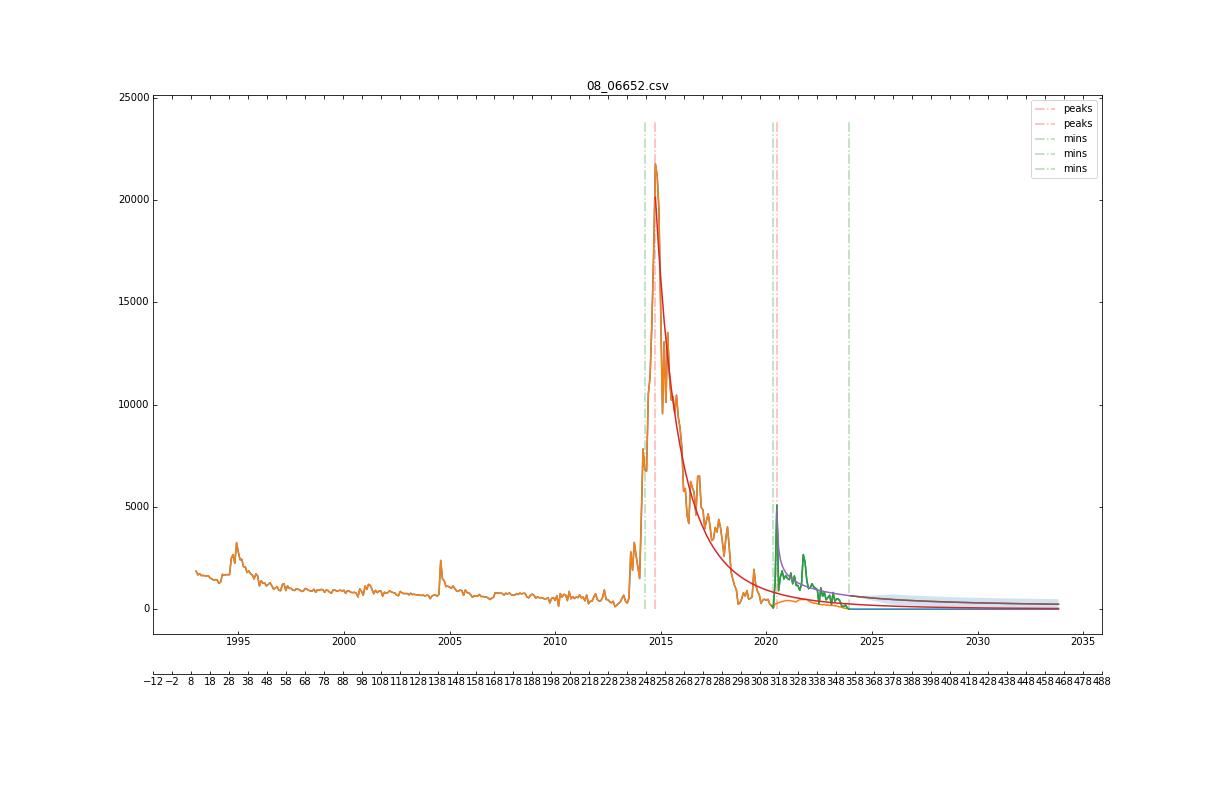 08_06652.csv
25000
20000
15000
10000
5000
0
peaks
peaks
mins
mins
mins
1995 2000 2005 2010 2015 2020 2025 2030 2035
−12 −2 8 18 28 38 48 58 68 78 88 98 108 118 128 138 148 158 168 178 188 198 208 218 228 238 248 258 268 278 288 298 308 318 328 338 348 358 368 378 388 398 408 418 428 438 448 458 468 478 488